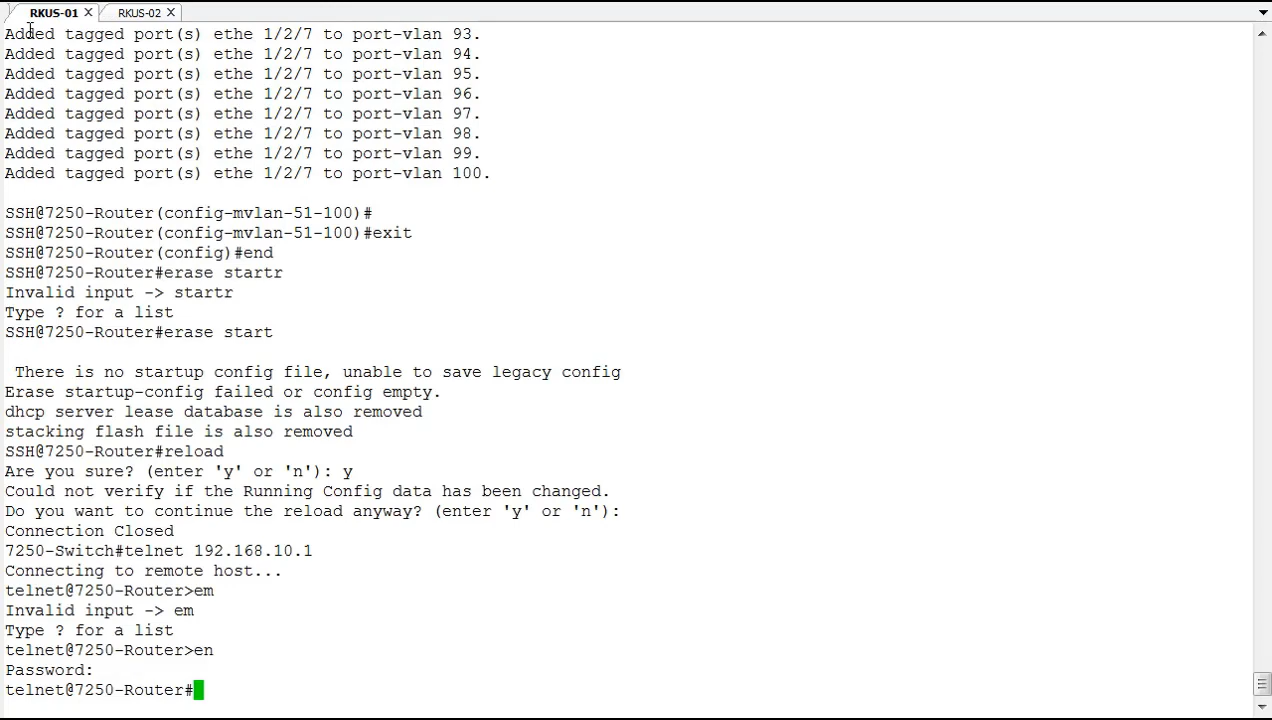 RKUS-01 RKUS-02
Added tagged port(s) ethe 1/2/7 to port-vlan 93.
Added tagged port(s) ethe 1/2/7 to port-vlan 94.
Added tagged port(s) ethe 1/2/7 to port-vlan 95.
Added tagged port(s) ethe 1/2/7 to port-vlan 96.
Added tagged port(s) ethe 1/2/7 to port-vlan 97.
Added tagged port(s) ethe 1/2/7 to port-vlan 98.
Added tagged port(s) ethe 1/2/7 to port-vlan 99.
Added tagged port(s) ethe 1/2/7 to port-vlan 100.
SSH@7250-Router(config-mvlan-51-100)#
SSH@7250-Router(config-mvlan-51-100)#exit
SSH@7250-Router(config)#end
SSH@7250-Router#erase startr
Invalid input -> startr
Type ? for a list
SSH@7250-Router#erase start
There is no startup config file, unable to save legacy config
Erase startup-config failed or config empty.
dhcp server lease database is also removed
stacking flash file is also removed
SSH@7250-Router#reload
Are you sure? (enter 'y' or 'n'): y
Could not verify if the Running Config data has been changed.
Do you want to continue the reload anyway? (enter 'y' or 'n'):
Connection Closed
7250-Switch#telnet 192.168.10.1
Connecting to remote host...
telnet@7250-Router>em
Invalid input -> em
Type ? for a list
telnet@7250-Router>en
Password:
telnet@7250-Router#